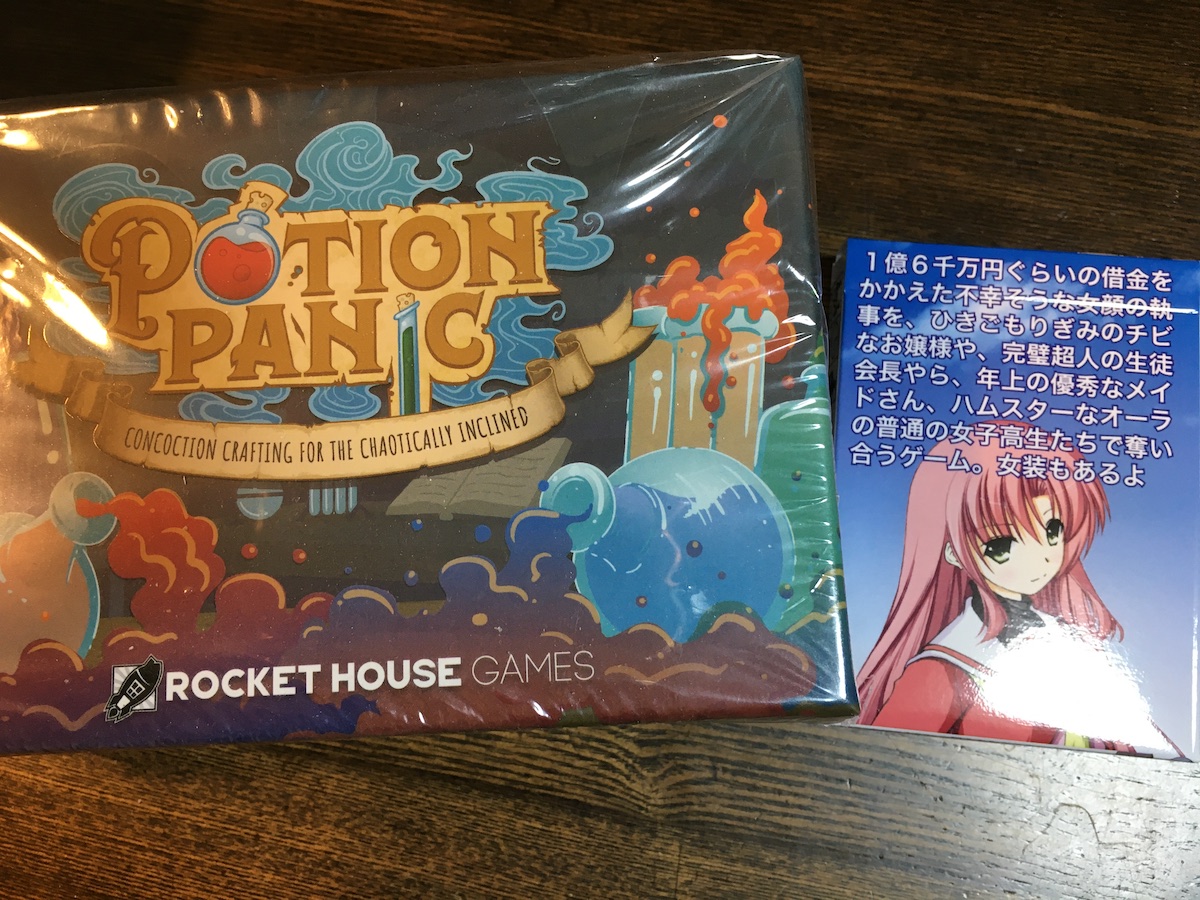 POTION
PANIC
CONCOCTION CRAFTING FOR THE CHAOTICALLY INCLINED
ROCKET HOUSE GAMES
1億6千万円ぐらいの借金を
かかえた不幸そうな女顔の執
事を、ひきこもりぎみのチビ
なお嬢様や、完璧超人の生徒
会長やら、年上の優秀なメイ
ドさん、ハムスターなオーラ
の普通の女子高生たちで奪い
合うゲーム。女装もあるよ